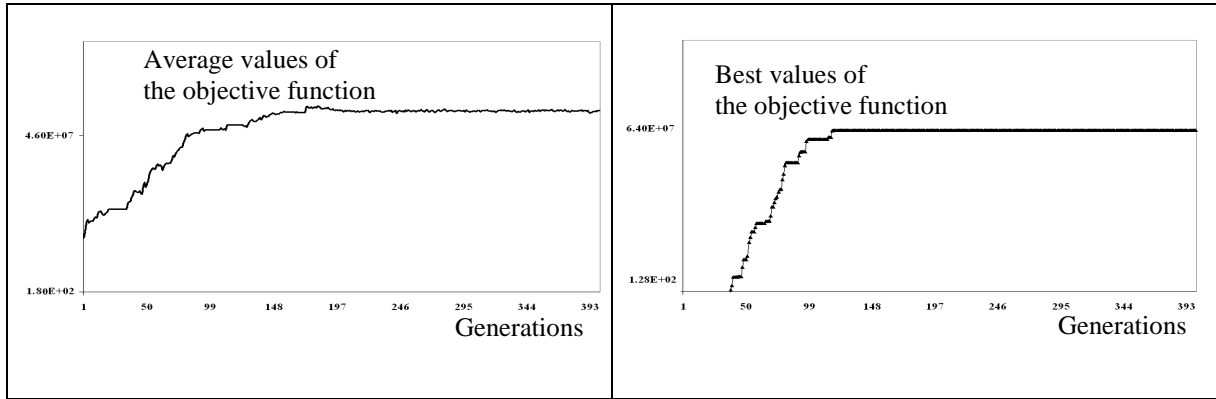 Average values of
the objective function
4.60E+07
1.80E+02
1 50 99 148 197 246 295 344 393
Generations
Best values of
the objective function
6.40E+07
1.28E+02
1 50 99 148 197 246 295 344 393
Generations